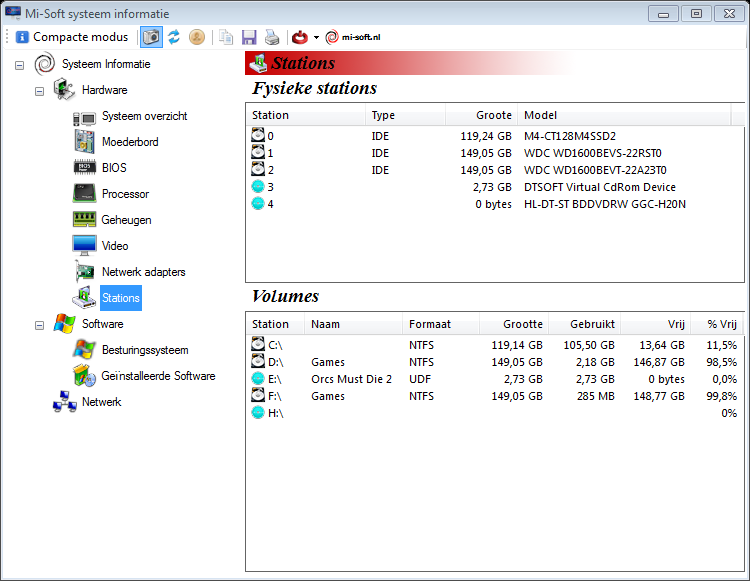 Mi-Soft systeem informatie
Compacte modus mi-soft.nl
Systeem Informatie
Hardware
Systeem overzicht
Moederbord
BIOS
Processor
Geheugen
Video
Netwerk adapters
Stations
Software
Besturingssysteem
Geïnstalleerde Software
Netwerk
Stations
Fysieke stations
Station Type Groote Model
0 IDE 119,24 GB M4-CT128M4SSD2
1 IDE 149,05 GB WDC WD1600BEVS-22RST0
2 IDE 149,05 GB WDC WD1600BEVT-22A23T0
3 2,73 GB DTSOFT Virtual CdRom Device
4 0 bytes HL-DT-ST BDDVDRW GGC-H20N
Volumes
Station Naam Formaat Grootte Gebruikt Vrij % Vrij
C:\ NTFS 119,14 GB 105,50 GB 13,64 GB 11,5%
D:\ Games NTFS 149,05 GB 2,18 GB 146,87 GB 98,5%
E:\ Orcs Must Die 2 UDF 2,73 GB 2,73 GB 0 bytes 0,0%
F:\ Games NTFS 149,05 GB 285 MB 148,77 GB 99,8%
H:\ 0%